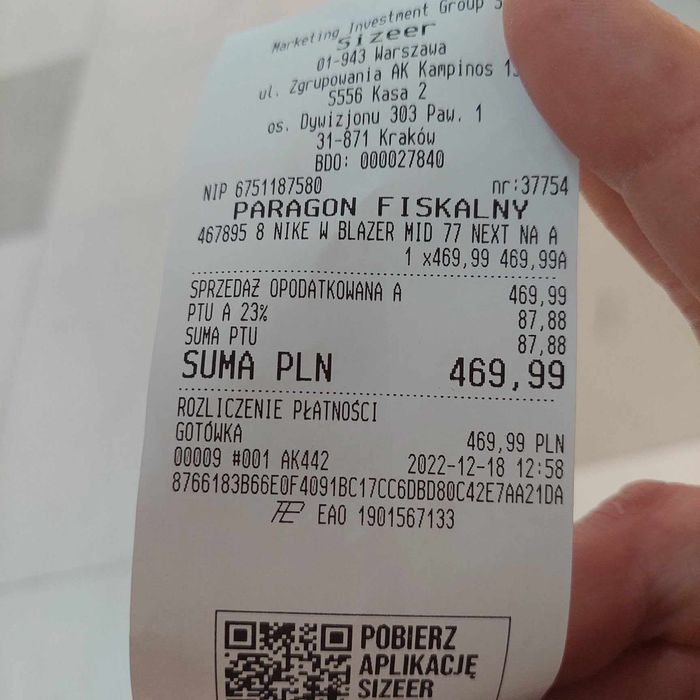 Marketing Investment Group S
Sizeer
01-943 Warszawa
ul. Zgrupowania AK Kampinos
S556 Kasa 2
os. Dywizjonu 303 Paw. 1
31-871 Kraków
BDO: 000027840
NIP 6751187580 nr:37754
PARAGON FISKALNY
467895 8 NIKE W BLAZER MID 77 NEXT NA A
1 x469,99 469,99A
SPRZEDAŻ OPODATKOWANA A 469,99
PTU A 23% 87,88
SUMA PTU 87,88
SUMA PLN 469,99
ROZLICZENIE PŁATNOŚCI
GOTÓWKA 469,99 PLN
00009 #001 AK442 2022-12-18 12:58
8766183B66E0F4091BC17CC6DBD80C42E7AA21DA
EAO 1901567133
POBIERZ
APLIKACJĘ
SIZEER